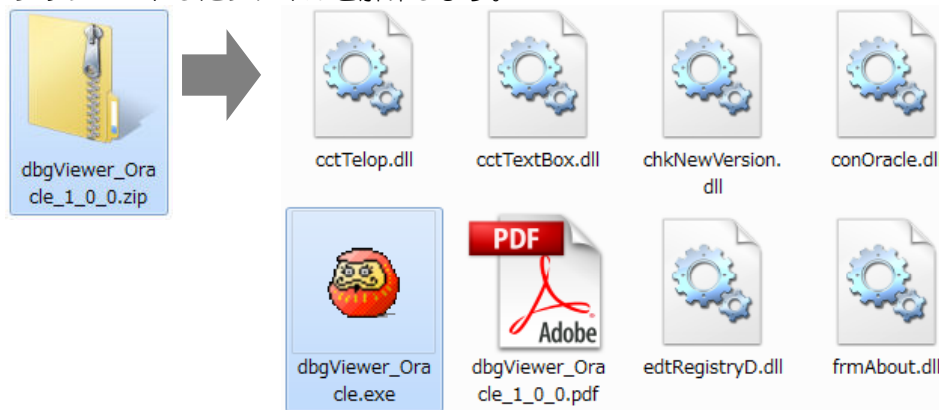 dbgViewer_Ora
cle_1_0_0.zip
cctTelop.dll
cctTextBox.dll
chkNewVersion.
dll
conOracle.dl
PDF
Adobe
dbgViewer_Ora
cle.exe
dbgViewer_Ora
cle_1_0_0.pdf
edtRegistryD.dll
frmAbout.dll